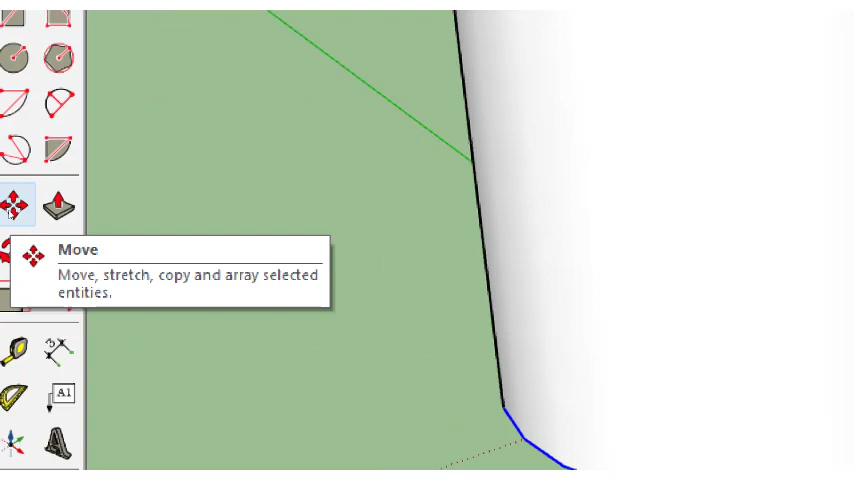 Move
Move, stretch, copy and array selected
entities.
A1